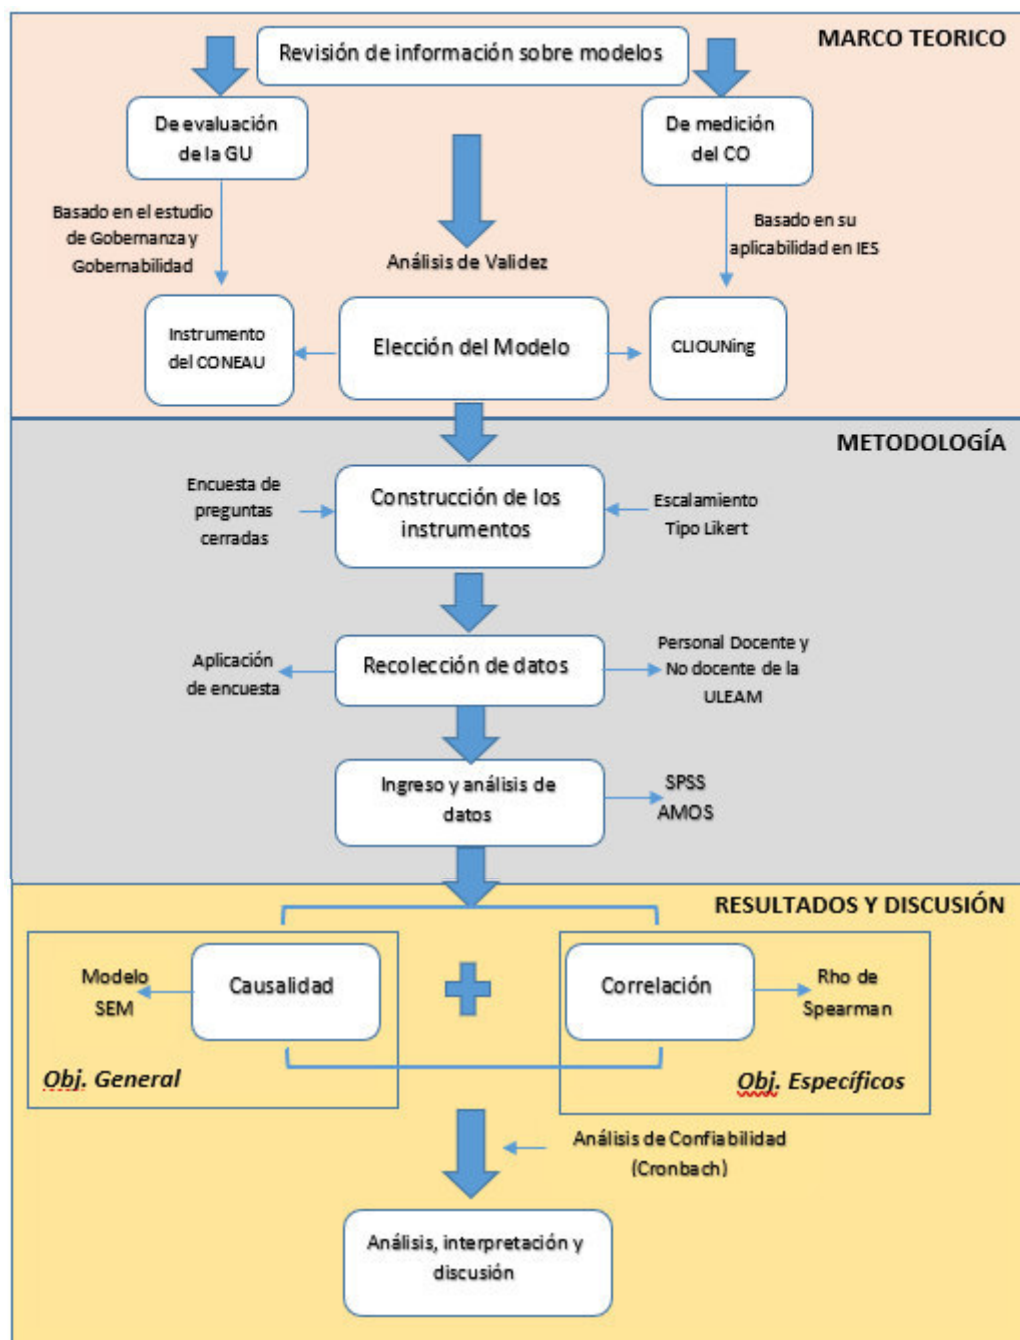 MARCO TEORICO
Revisión de información sobre modelos
De evaluación
de la GU
De medición
del CO
Basado en el estudio
de Gobernanza y
Gobernabilidad
Basado en su
aplicabilidad en IES
Análisis de Validez
Instrumento
del CONEAU
Elección del Modelo
CLIOUNing
METODOLOGÍA
Encuesta de
preguntas
cerradas
Construcción de los
instrumentos
Escalamiento
Tipo Likert
Aplicación
de encuesta
Recolección de datos
Personal Docente y
No docente de la
ULEAM
Ingreso y análisis de
datos
SPSS
AMOS
RESULTADOS Y DISCUSIÓN
Modelo
SEM
Causalidad
Correlación
Rho de
Spearman
Obj. General
Obj. Específicos
Análisis de Confiabilidad
(Cronbach)
Análisis, interpretación y
discusión